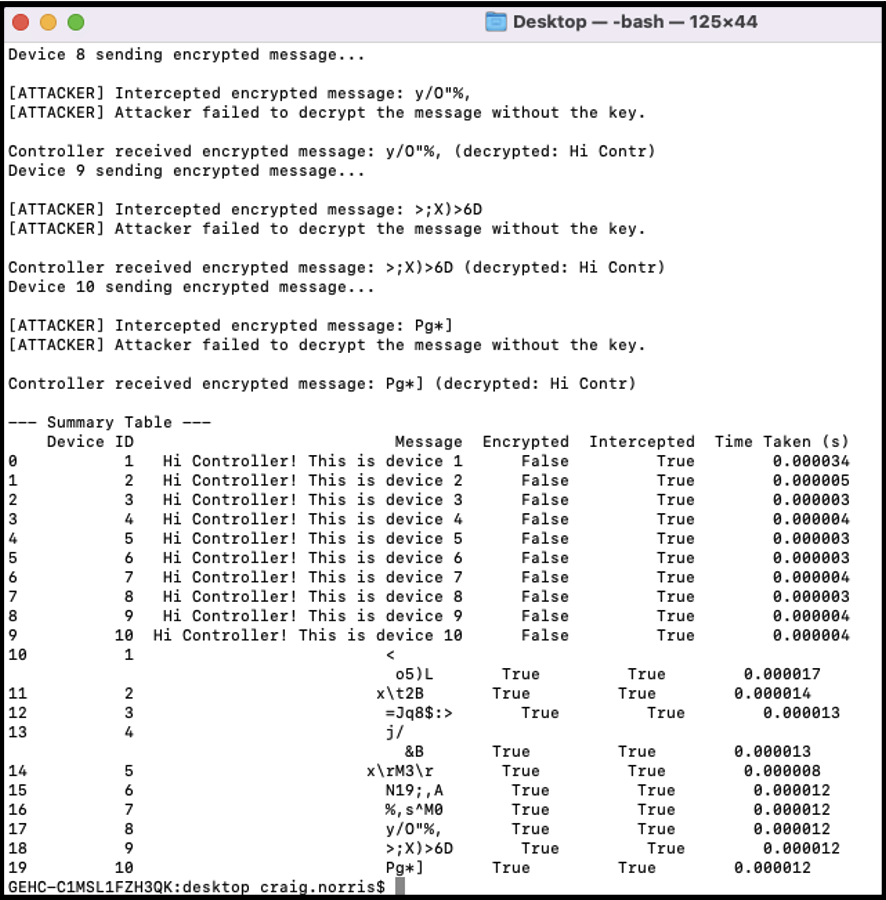 Desktop — -bash — 125×44
Device 8 sending encrypted message...
[ATTACKER] Intercepted encrypted message: y/O"%,
[ATTACKER] Attacker failed to decrypt the message without the key.
Controller received encrypted message: y/O"%, (decrypted: Hi Contr)
Device 9 sending encrypted message...
[ATTACKER] Intercepted encrypted message: >;X)>6D
[ATTACKER] Attacker failed to decrypt the message without the key.
Controller received encrypted message: >;X)>6D (decrypted: Hi Contr)
Device 10 sending encrypted message...
[ATTACKER] Intercepted encrypted message: Pg*]
[ATTACKER] Attacker failed to decrypt the message without the key.
Controller received encrypted message: Pg*] (decrypted: Hi Contr)
--- Summary Table ---
Device ID Message Encrypted Intercepted Time Taken (s)
0 1 Hi Controller! This is device 1 False True 0.000034
1 2 Hi Controller! This is device 2 False True 0.000005
2 3 Hi Controller! This is device 3 False True 0.000003
3 4 Hi Controller! This is device 4 False True 0.000004
4 5 Hi Controller! This is device 5 False True 0.000003
5 6 Hi Controller! This is device 6 False True 0.000003
6 7 Hi Controller! This is device 7 False True 0.000004
7 8 Hi Controller! This is device 8 False True 0.000003
8 9 Hi Controller! This is device 9 False True 0.000004
9 10 Hi Controller! This is device 10 False True 0.000004
10 1 <
o5)L True True 0.000017
11 2 x\t2B True True 0.000014
12 3 =Jq8$:> True True 0.000013
13 4 j/
&B True True 0.000013
14 5 x\rM3\r True True 0.000008
15 6 N19;,A True True 0.000012
16 7 %,s^M0 True True 0.000012
17 8 y/O"%, True True 0.000012
18 9 >;X)>6D True True 0.000012
19 10 Pg*] True True 0.000012
GEHC-C1MSL1FZH3QK:desktop craig.norris$